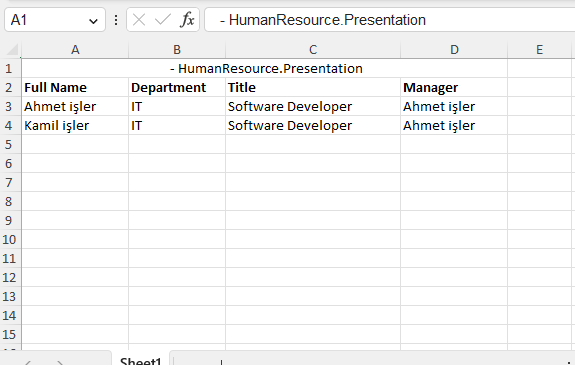 A1 fx - HumanResource.Presentation
A B C D E
1 - HumanResource.Presentation
2 Full Name Department Title Manager
3 Ahmet işler IT Software Developer Ahmet işler
4 Kamil işler IT Software Developer Ahmet işler
5
6
7
8
9
10
11
12
13
14
15
Sheet1